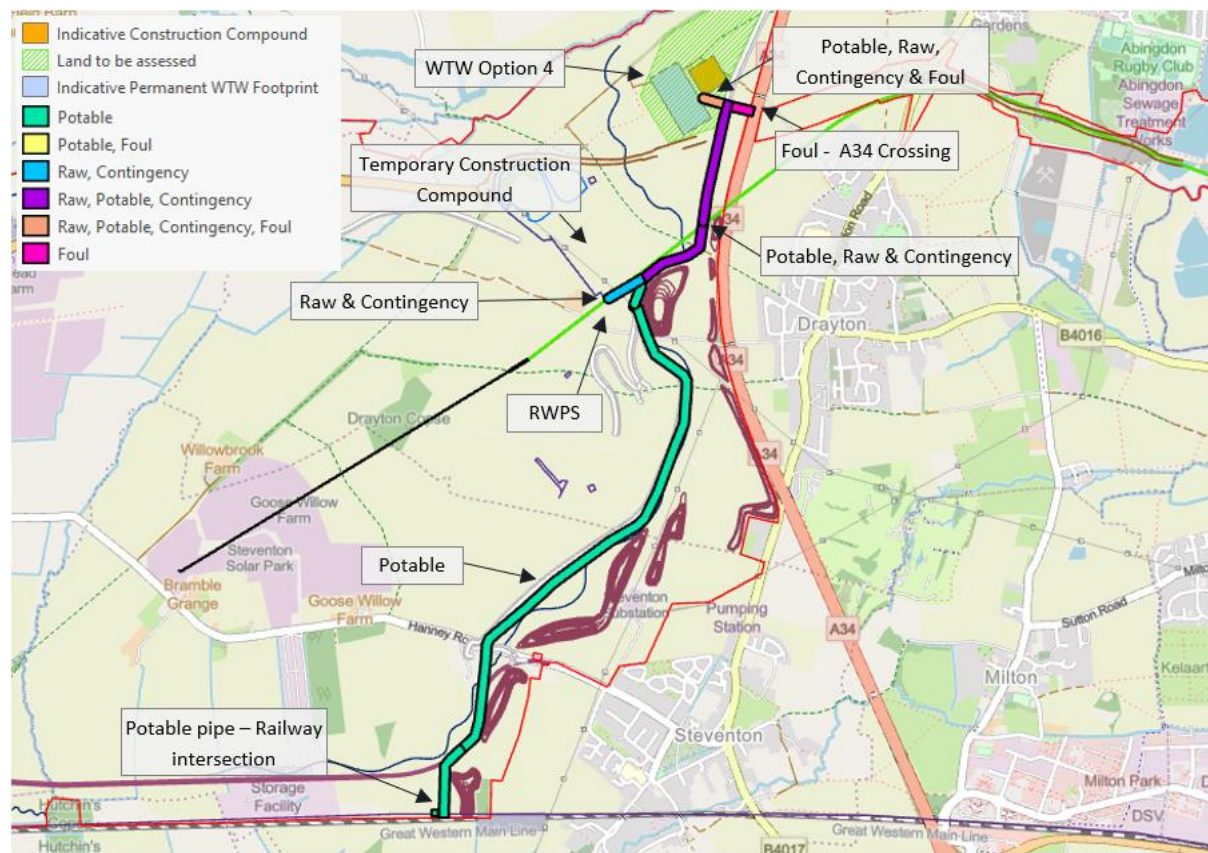 Indicative Construction Compound
Land to be assessed
Indicative Permanent WTW Footprint
Potable
Potable, Foul
Raw, Contingency
Raw, Potable, Contingency
Raw, Potable, Contingency, Foul
Foul
WTW Option 4
A34
Potable, Raw,
Contingency & Foul
Gardens
Abingdon
Rugby Club
Abingdon
Sewage
Treatment
Works
Foul - A34 Crossing
Temporary Construction
Compound
A34
Potable, Raw & Contingency
Raw & Contingency
Drayton
B4016
A34
RWPS
Drayton Copse
A34
Willowbrook
Farm
Goose Willow
Farm
Steventon
Solar Park
Potable
Bramble
Grange
Goose Willow
Farm
Pumping
Station
Sutton Road
A34
Milton
Potable pipe – Railway
intersection
Steventon
Milton Park
Storage
Facility
Hutchin's
DSV
Great Western Main Line
Great Western Main Line
Hutchin's
B4017